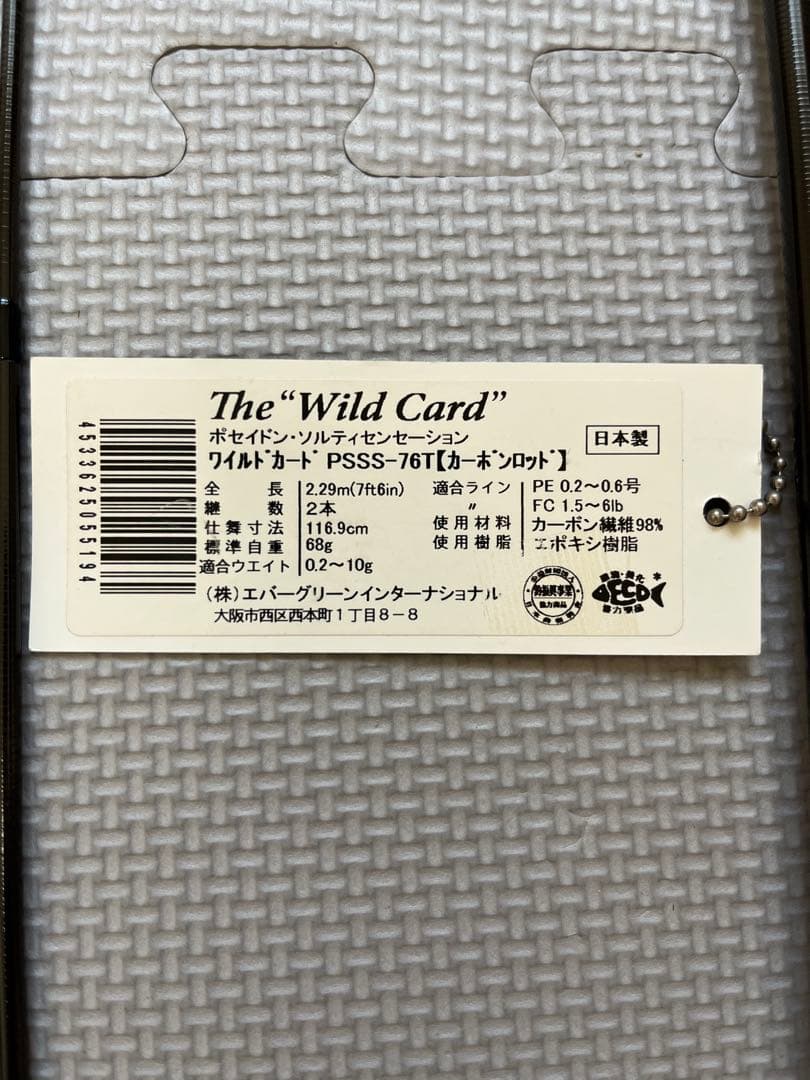 The “Wild Card”
ポセイドン・ソルティセンセーション
日本製
ワイルドカード PSSS-76T【カーボンロッド】
全長 2.29m(7ft6in) 適合ライン PE 0.2〜0.6号
継数 2本 〃 FC 1.5〜6lb
仕舞寸法 116.9cm 使用材料 カーボン繊維98%
標準自重 68g 使用樹脂 エポキシ樹脂
適合ウエイト 0.2〜10g
(株)エバーグリーンインターナショナル
大阪市西区西本町1丁目8-8
4533625055194
ECO
協力商品